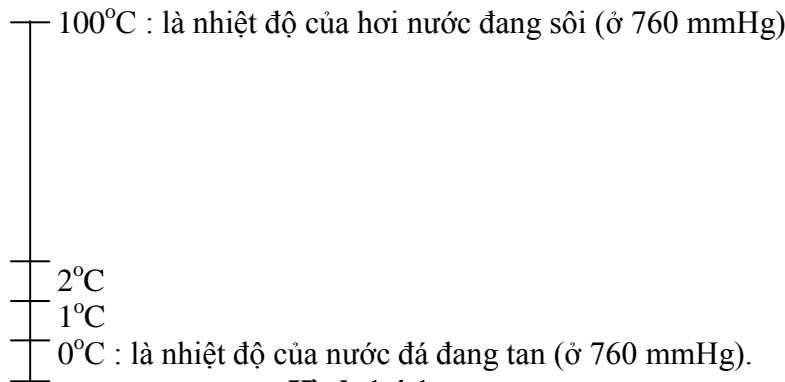 100°C : là nhiệt độ của hơi nước đang sôi (ở 760 mmHg)
2°C
1°C
0°C : là nhiệt độ của nước đá đang tan (ở 760 mmHg).